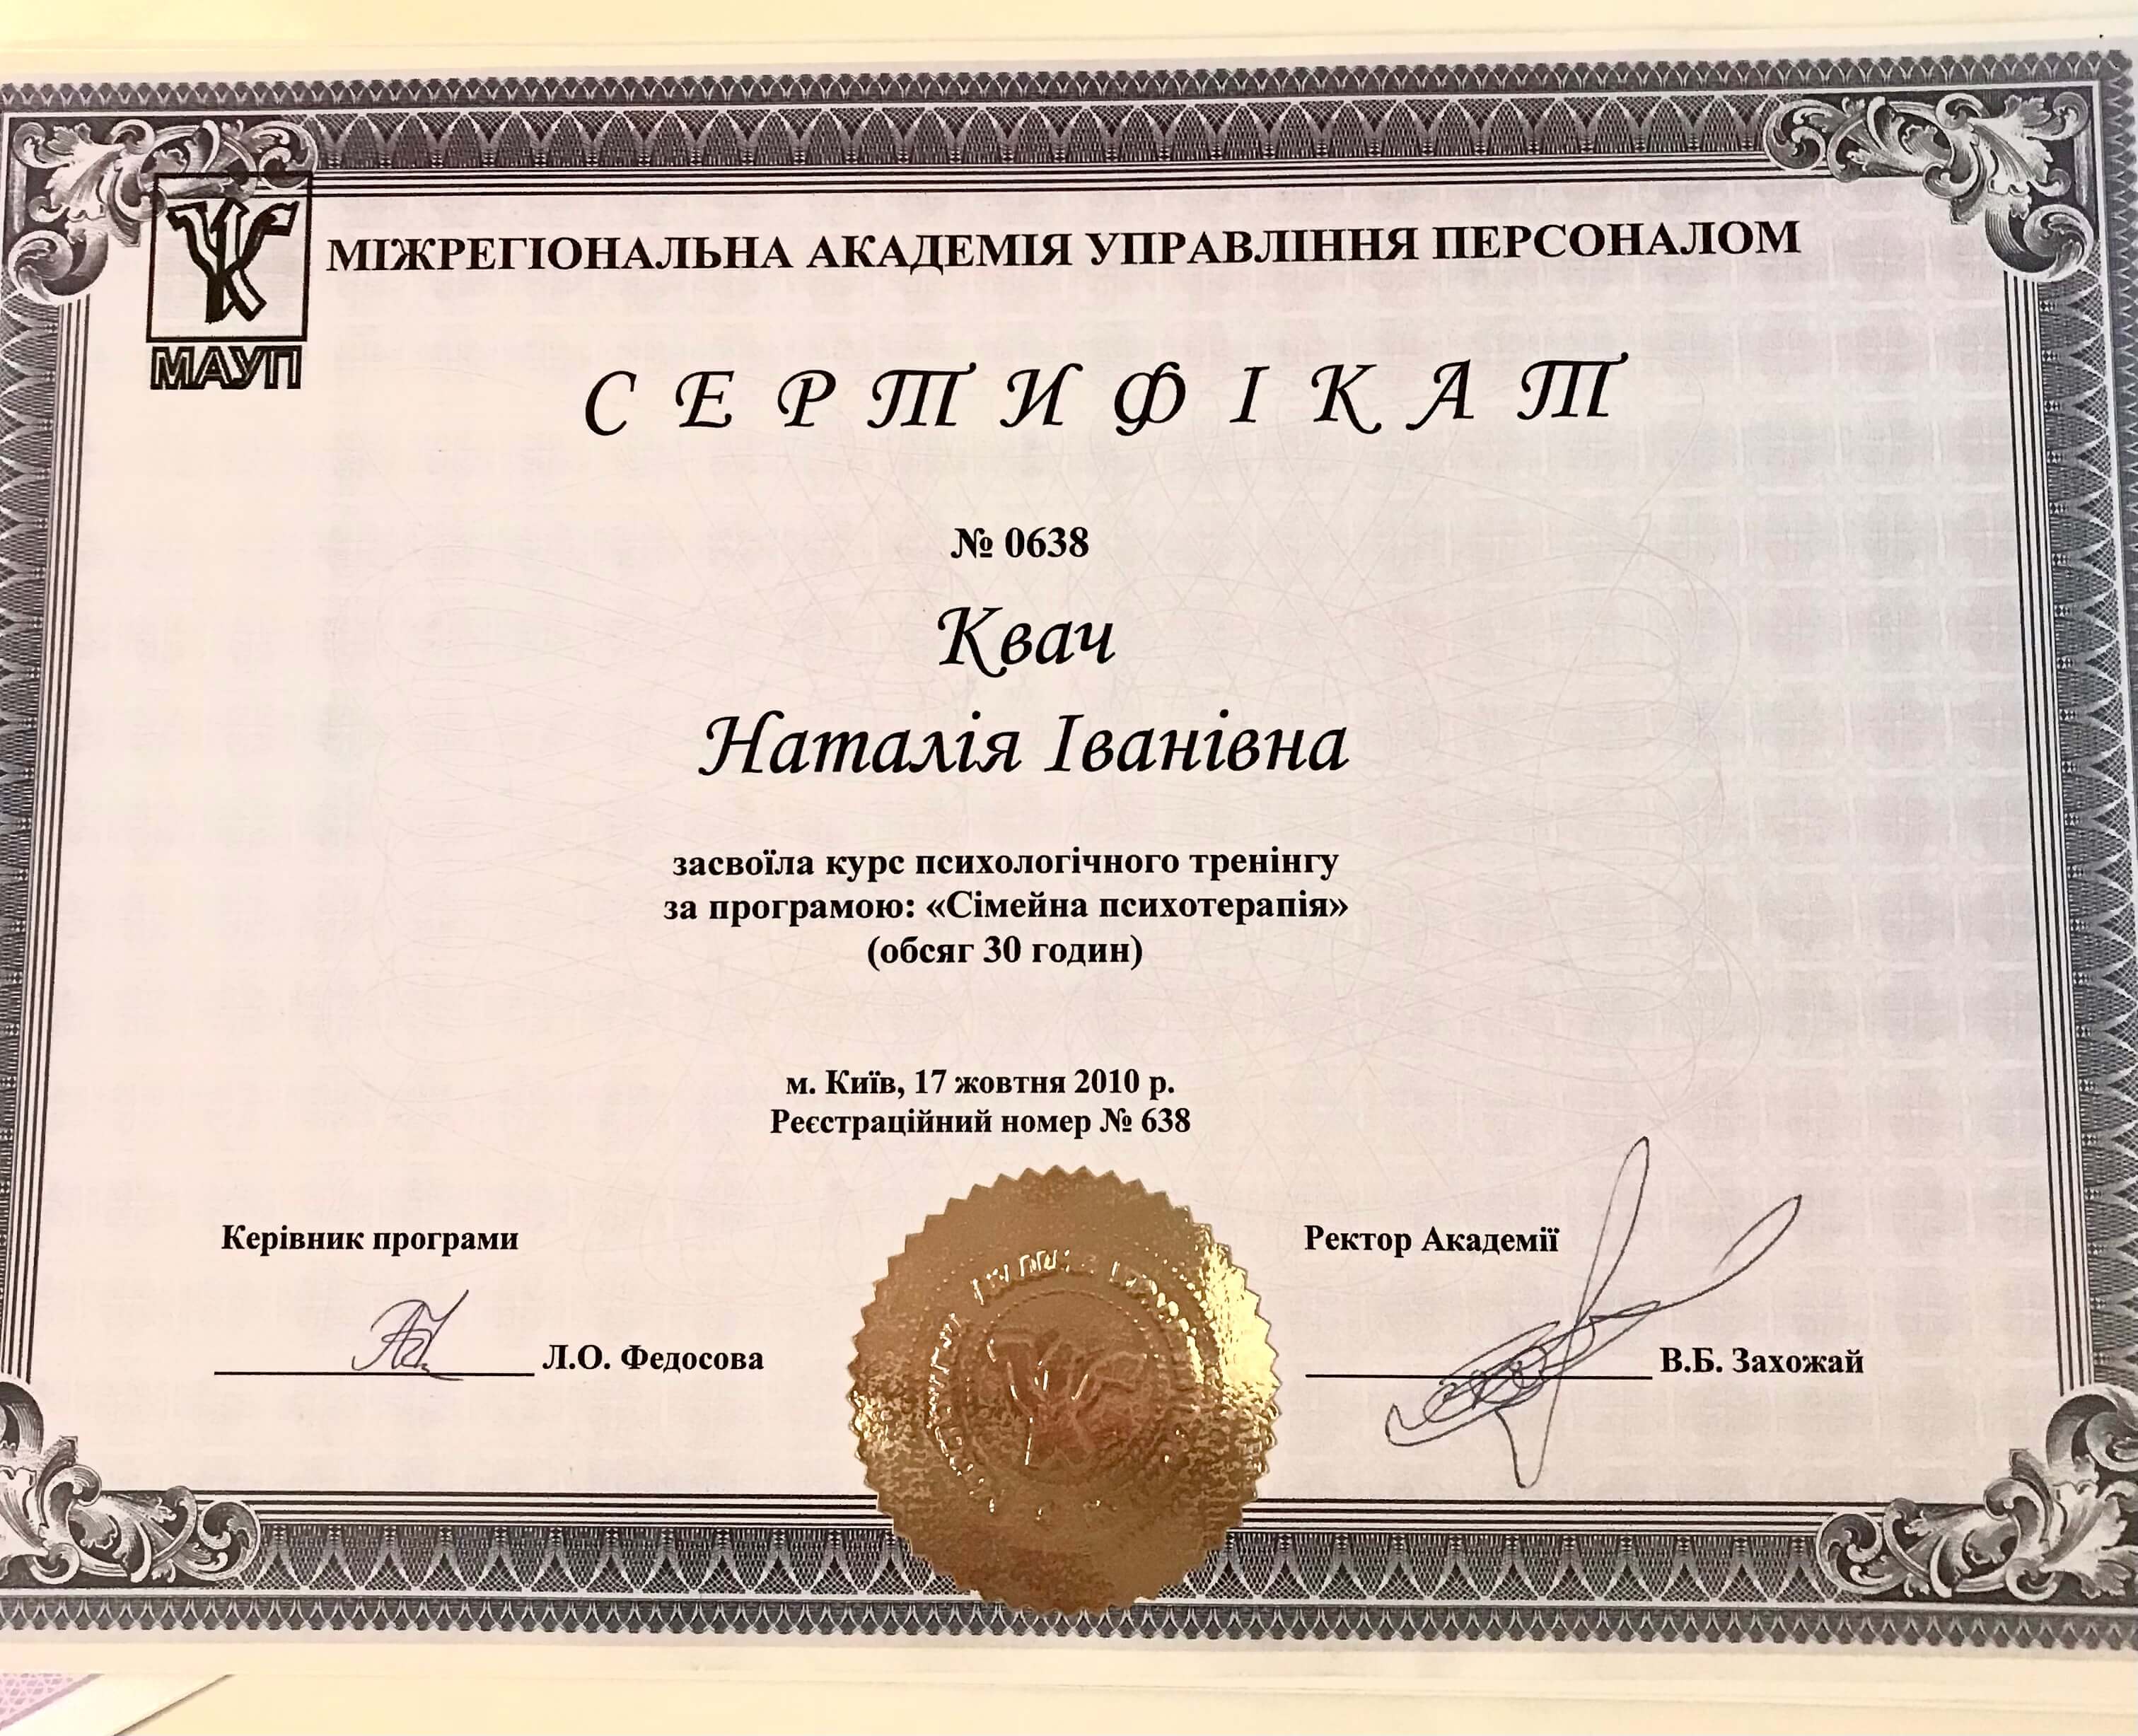 МІЖРЕГІОНАЛЬНА АКАДЕМІЯ УПРАВЛІННЯ ПЕРСОНАЛОМ
МАУП
СЕРТИФІКАТ
№ 0638
Квач
Наталія Іванівна
засвоїла курс психологічного тренінгу
за програмою: «Сімейна психотерапія»
(обсяг 30 годин)
м. Київ, 17 жовтня 2010 р.
Реєстраційний номер № 638
Керівник програми
Л.О. Федосова
Ректор Академії
В.Б. Захожай